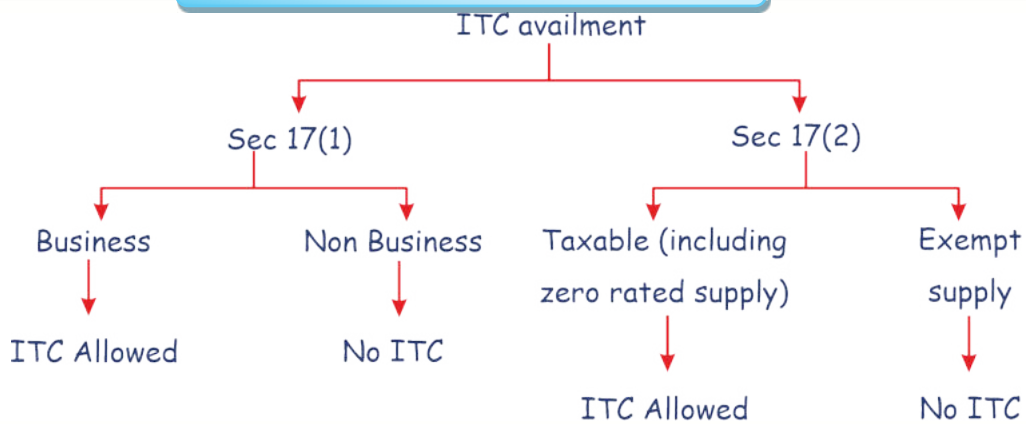 ITC availment
Sec 17(1)
Sec 17(2)
Business
Non Business
Taxable (including
zero rated supply)
Exempt
supply
ITC Allowed
No ITC
ITC Allowed
No ITC